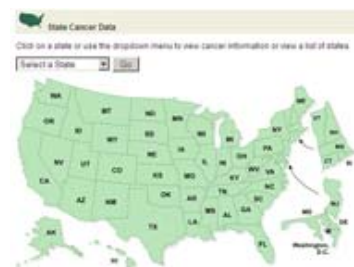 State Cancer Data
Click on a state or use the dropdown menu to view cancer information or view a list of states.
Select a State Go
WA
MT
ND
MN
OR
ID
WY
SD
WI
MI
NY
ME
VT
NH
CT
RI
NV
UT
CO
NE
IA
IL
IN
OH
PA
NJ
CA
AZ
NM
KS
MO
KY
WV
VA
NC
TN
OK
AR
SC
MS
AL
GA
TX
LA
FL
AK
HI
MD
DE
Washington,
D.C.